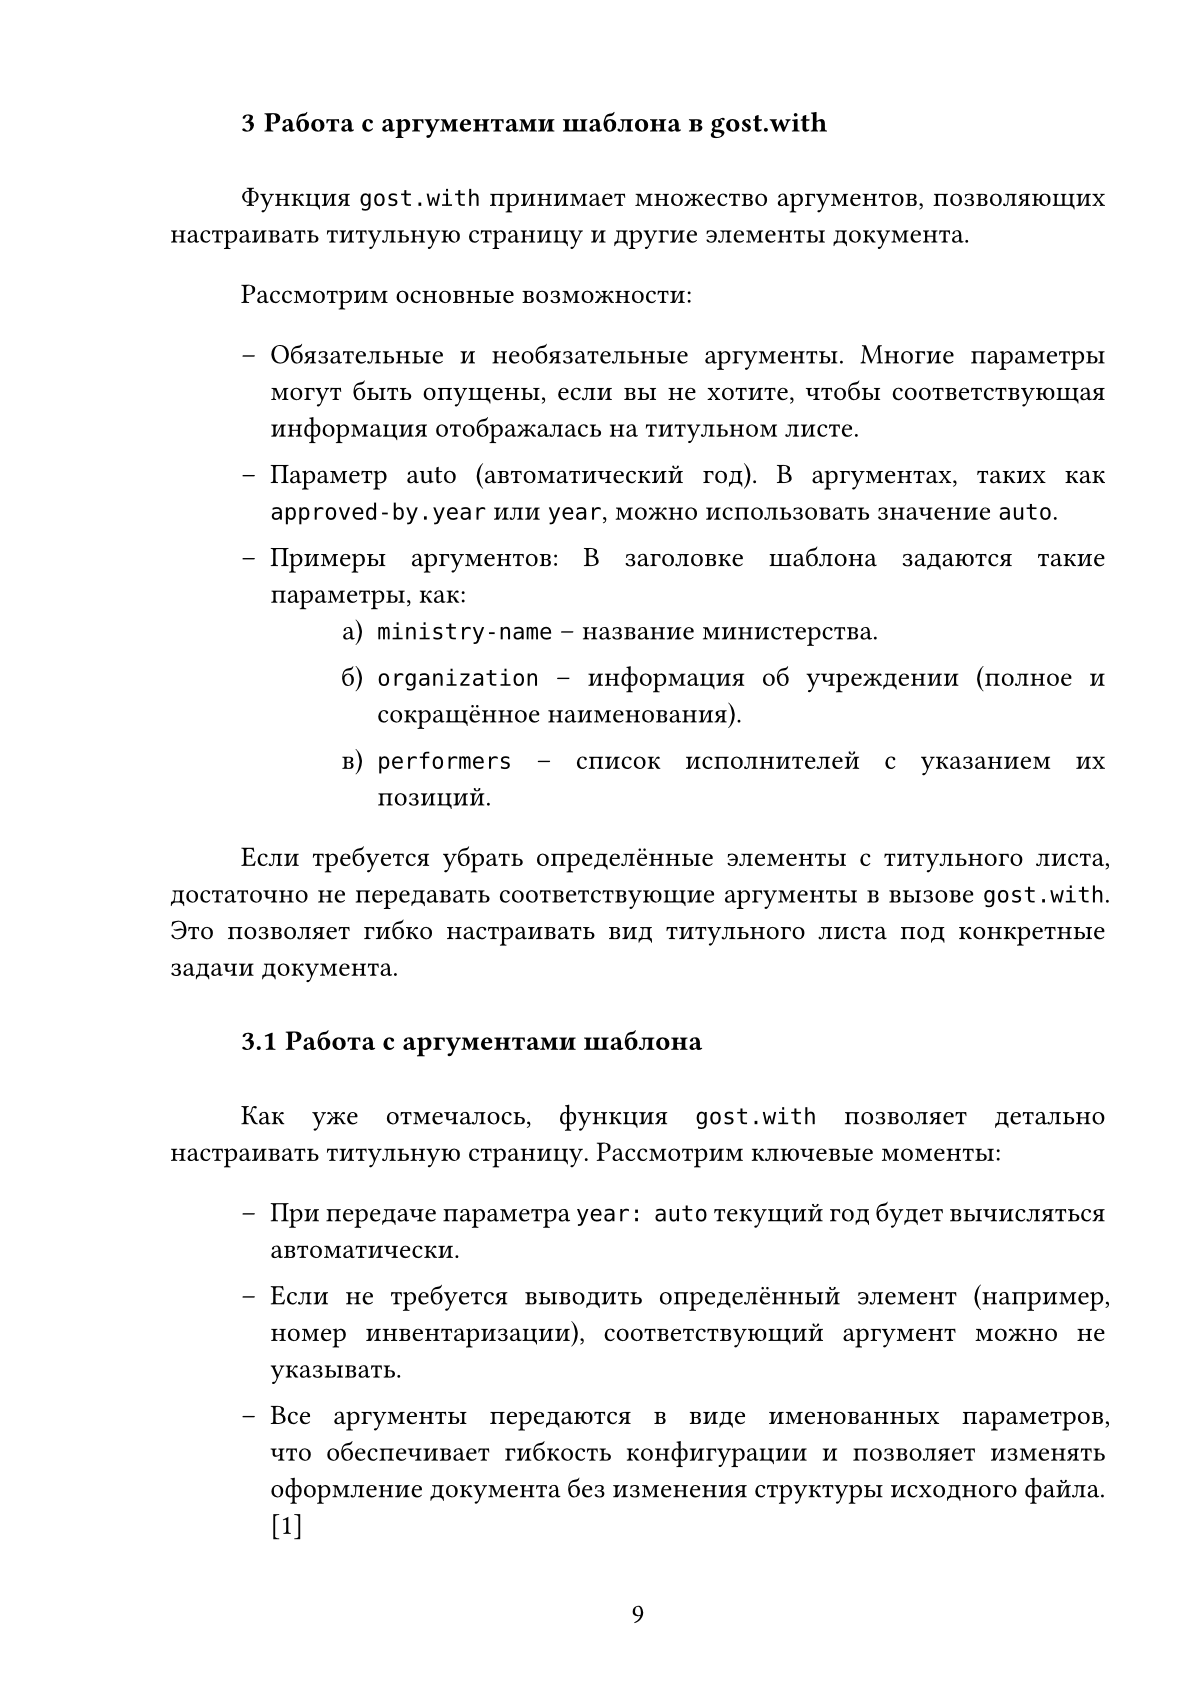 3 Работа с аргументами шаблона в gost.with
Функция gost.with принимает множество аргументов, позволяющих
настраивать титульную страницу и другие элементы документа.
Рассмотрим основные возможности:
– Обязательные и необязательные аргументы. Многие параметры
могут быть опущены, если вы не хотите, чтобы соответствующая
информация отображалась на титульном листе.
– Параметр auto (автоматический год). В аргументах, таких как
approved-by.year или year, можно использовать значение auto.
– Примеры аргументов: В заголовке шаблона задаются такие
параметры, как:
а) ministry-name – название министерства.
б) organization – информация об учреждении (полное и
сокращённое наименования).
в) performers – список исполнителей с указанием их
позиций.
Если требуется убрать определённые элементы с титульного листа,
достаточно не передавать соответствующие аргументы в вызове gost.with.
Это позволяет гибко настраивать вид титульного листа под конкретные
задачи документа.
3.1 Работа с аргументами шаблона
Как уже отмечалось, функция gost.with позволяет детально
настраивать титульную страницу. Рассмотрим ключевые моменты:
– При передаче параметра year: auto текущий год будет вычисляться
автоматически.
– Если не требуется выводить определённый элемент (например,
номер инвентаризации), соответствующий аргумент можно не
указывать.
– Все аргументы передаются в виде именованных параметров,
что обеспечивает гибкость конфигурации и позволяет изменять
оформление документа без изменения структуры исходного файла.
[1]
9